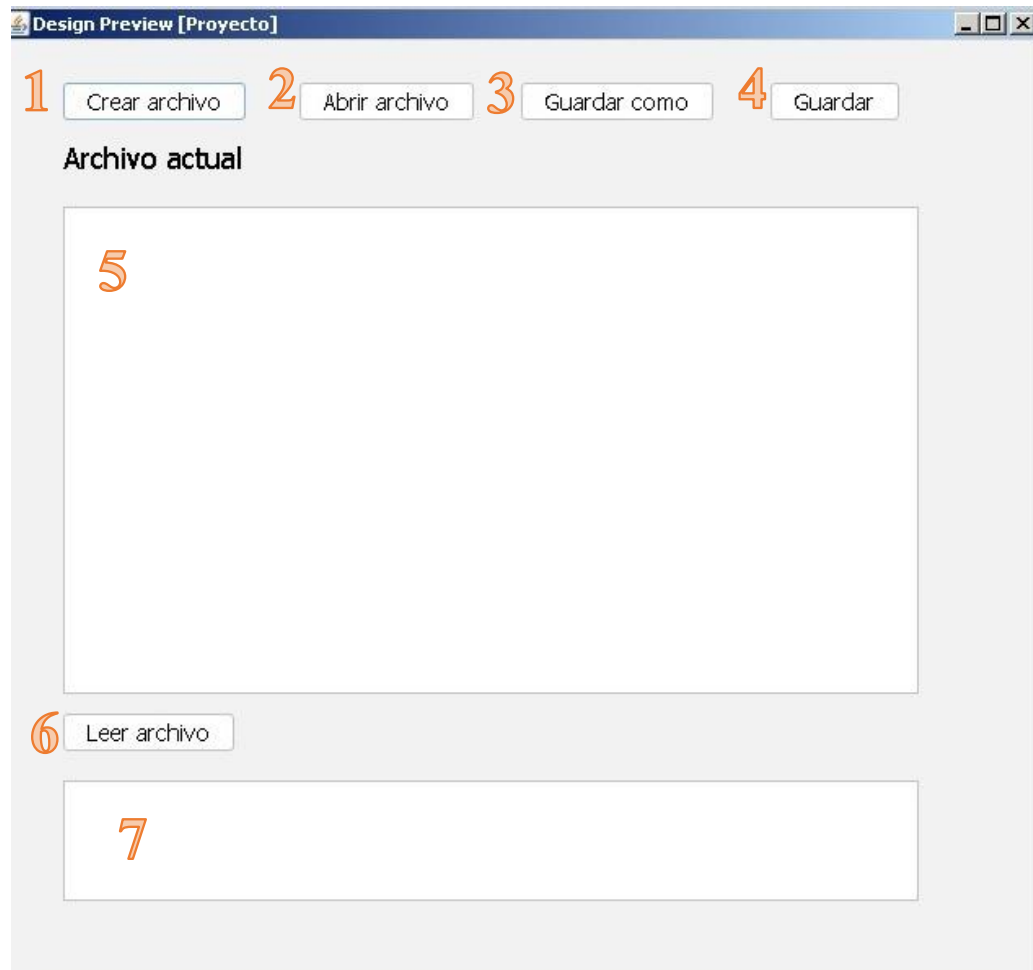 Design Preview [Proyecto]
1 Crear archivo 2 Abrir archivo 3 Guardar como 4 Guardar
Archivo actual
5
6 Leer archivo
7